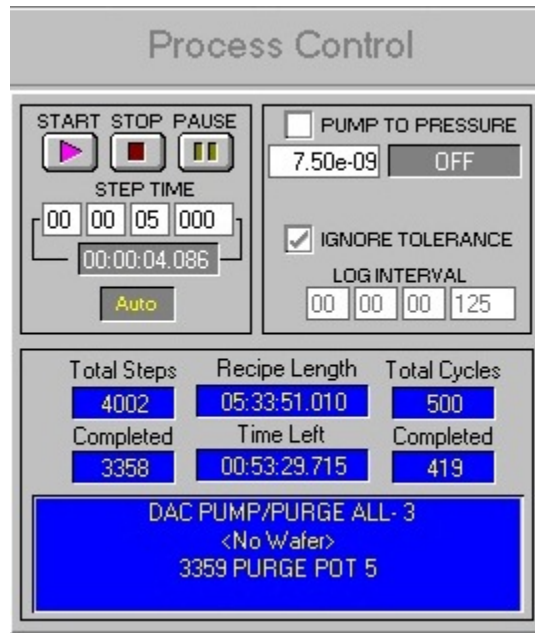 Process Control
START STOP PAUSE
STEP TIME
00 00 05 000
00:00:04.086
Auto
PUMP TO PRESSURE
7.50e-09 OFF
IGNORE TOLERANCE
LOG INTERVAL
00 00 00 125
Total Steps Recipe Length Total Cycles
4002 05:33:51.010 500
Completed Time Left Completed
3358 00:53:29.715 419
DAC PUMP/PURGE ALL- 3
<No Wafer>
3359 PURGE POT 5